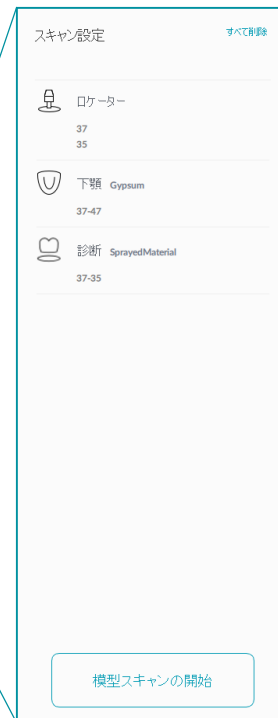 スキャン設定 すべて削除
ロケーター
37
35
下顎 Gypsum
37-47
診断 SprayedMaterial
37-35
模型スキャンの開始